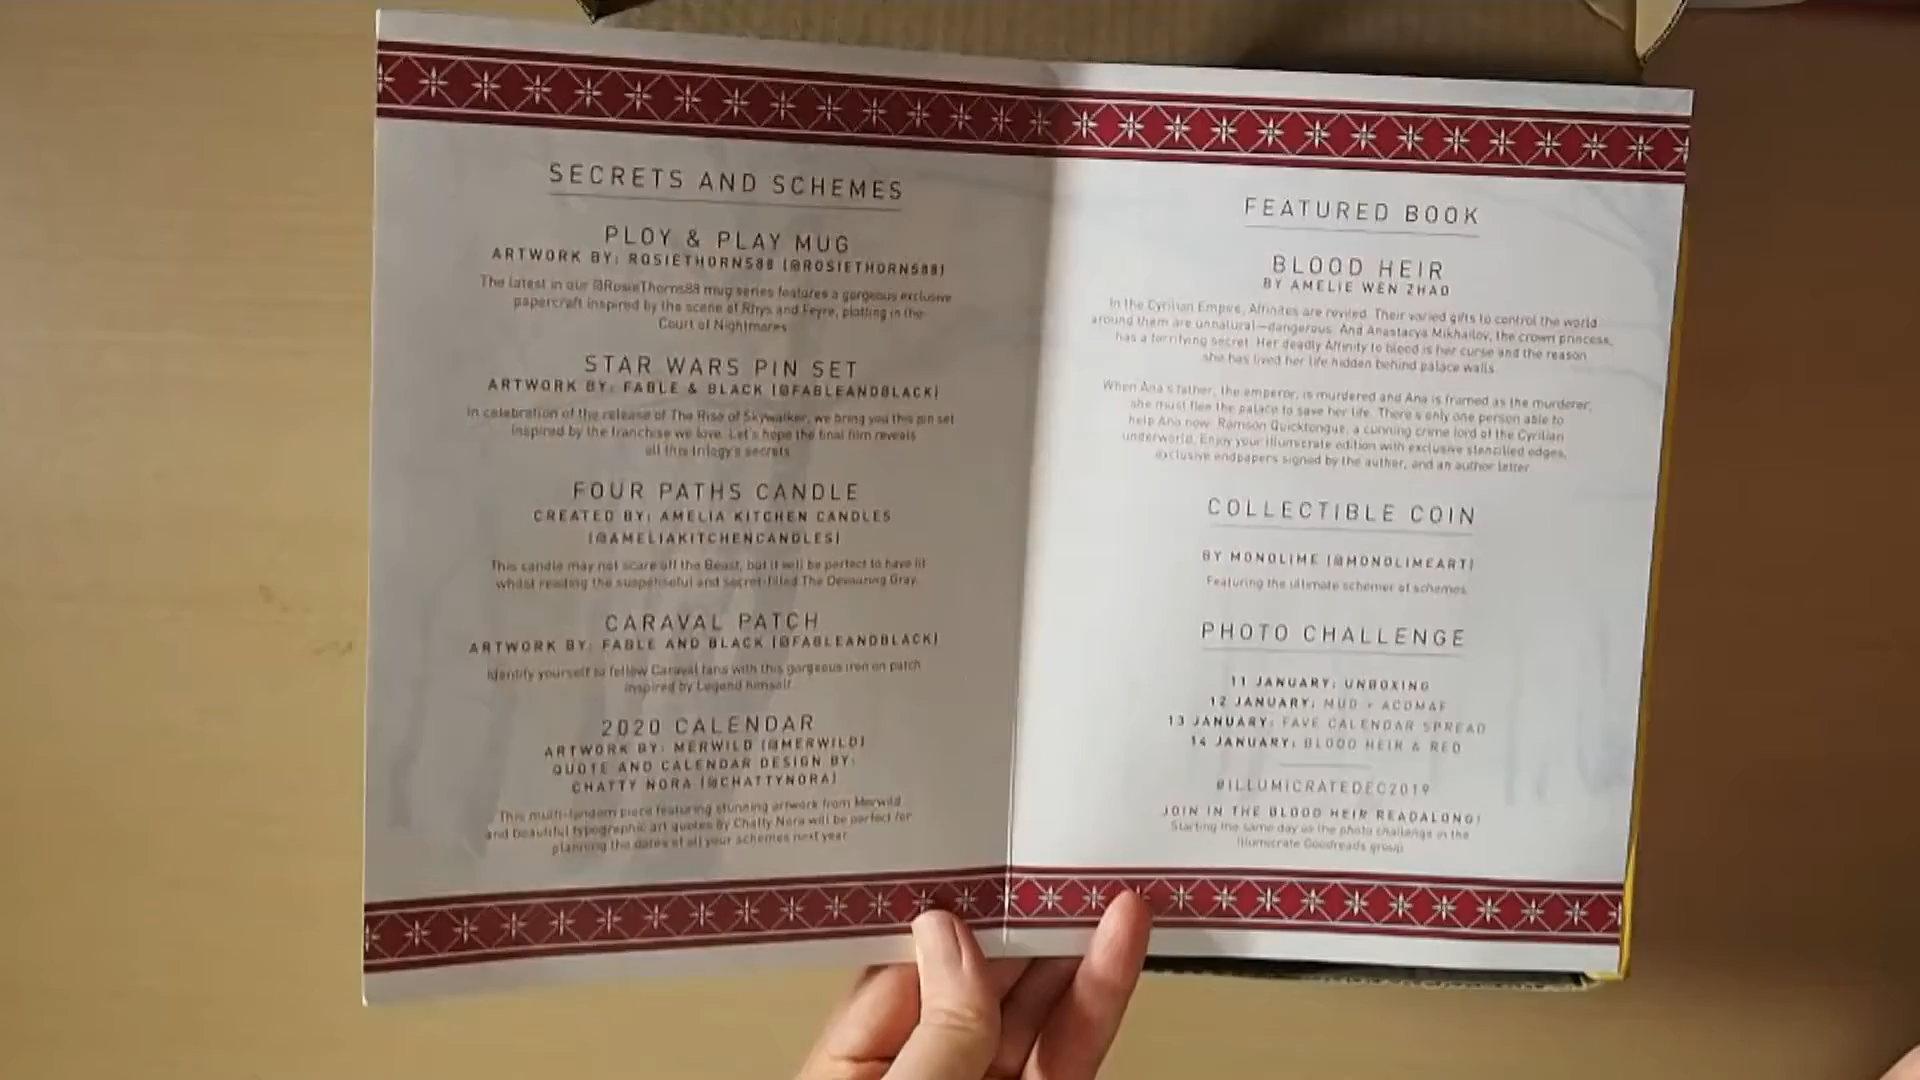 SECRETS AND SCHEMES
PLOY & PLAY MUG
ARTWORK BY: ROSIETHORNS88 (@ROSIETHORNS88)
The latest in our @RosieThorns88 mug series features a gorgeous exclusive
papercraft inspired by the scene of Rhys and Feyre, plotting in the
Court of Nightmares
STAR WARS PIN SET
ARTWORK BY: FABLE & BLACK (@FABLEANDBLACK)
In celebration of the release of The Rise of Skywalker, we bring you this pin set
inspired by the franchise we love. Let's hope the final film reveals
all this trilogy's secrets
FOUR PATHS CANDLE
CREATED BY: AMELIA KITCHEN CANDLES
(@AMELIAKITCHENCANDLES)
This candle may not scare off the Beast, but it will be perfect to have lit
whilst reading the suspenseful and secret-filled The Devouring Gray.
CARAVAL PATCH
ARTWORK BY: FABLE AND BLACK (@FABLEANDBLACK)
Identify yourself to fellow Caraval fans with this gorgeous iron on patch
inspired by Legend himself
2020 CALENDAR
ARTWORK BY: MERWILD (@MERWILD)
QUOTE AND CALENDAR DESIGN BY:
CHATTY NORA (@CHATTYNORA)
This multi-fandom piece featuring stunning artwork from Merwild
and beautiful typographic art quotes by Chatty Nora will be perfect for
planning the dates of all your schemes next year
FEATURED BOOK
BLOOD HEIR
BY AMELIE WEN ZHAO
In the Cyrilian Empire, Affinites are reviled. Their varied gifts to control the world
around them are unnatural—dangerous. And Anastacya Mikhailov, the crown princess,
has a terrifying secret. Her deadly Affinity to blood is her curse and the reason
she has lived her life hidden behind palace walls.
When Ana's father, the emperor, is murdered and Ana is framed as the murderer,
she must flee the palace to save her life. There's only one person able to
help Ana now: Ramson Quicktongue, a cunning crime lord of the Cyrilian
underworld. Enjoy your Illumicrate edition with exclusive stencilled edges,
exclusive endpapers signed by the author, and an author letter
COLLECTIBLE COIN
BY MONOLIME (@MONOLIMEART)
Featuring the ultimate schemer of schemes
PHOTO CHALLENGE
11 JANUARY: UNBOXING
12 JANUARY: MUG + ACOMAF
13 JANUARY: FAVE CALENDAR SPREAD
14 JANUARY: BLOOD HEIR & RED
#ILLUMICRATEDEC2019
JOIN IN THE BLOOD HEIR READALONG!
Starting the same day as the photo challenge in the
Illumicrate Goodreads group